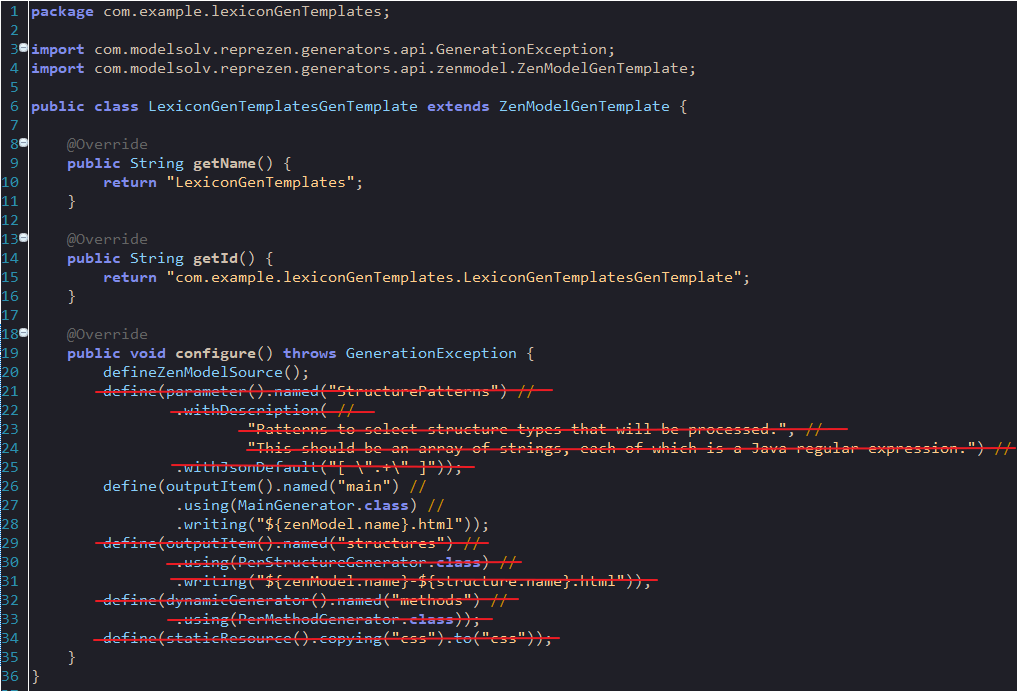 1 package com.example.lexiconGenTemplates;
2
3 import com.modelsolv.reprezen.generators.api.GenerationException;
4 import com.modelsolv.reprezen.generators.api.zenmodel.ZenModelGenTemplate;
5
6 public class LexiconGenTemplatesGenTemplate extends ZenModelGenTemplate {
7
8     @Override
9     public String getName() {
10         return "LexiconGenTemplates";
11     }
12
13     @Override
14     public String getId() {
15         return "com.example.lexiconGenTemplates.LexiconGenTemplatesGenTemplate";
16     }
17
18     @Override
19     public void configure() throws GenerationException {
20         defineZenModelSource();
21         define(parameter().named("StructurePatterns") //
22                 .withDescription( //
23                         "Patterns to select structure types that will be processed.", //
24                         "This should be an array of strings, each of which is a Java regular expression.") //
25                 .withJsonDefault("[ \".+\" ]"));
26         define(outputItem().named("main") //
27                 .using(MainGenerator.class) //
28                 .writing("${zenModel.name}.html"));
29         define(outputItem().named("structures") //
30                 .using(PerStructureGenerator.class) //
31                 .writing("${zenModel.name}-${structure.name}.html"));
32         define(dynamicGenerator().named("methods") //
33                 .using(PerMethodGenerator.class));
34         define(staticResource().copying("css").to("css"));
35     }
36 }